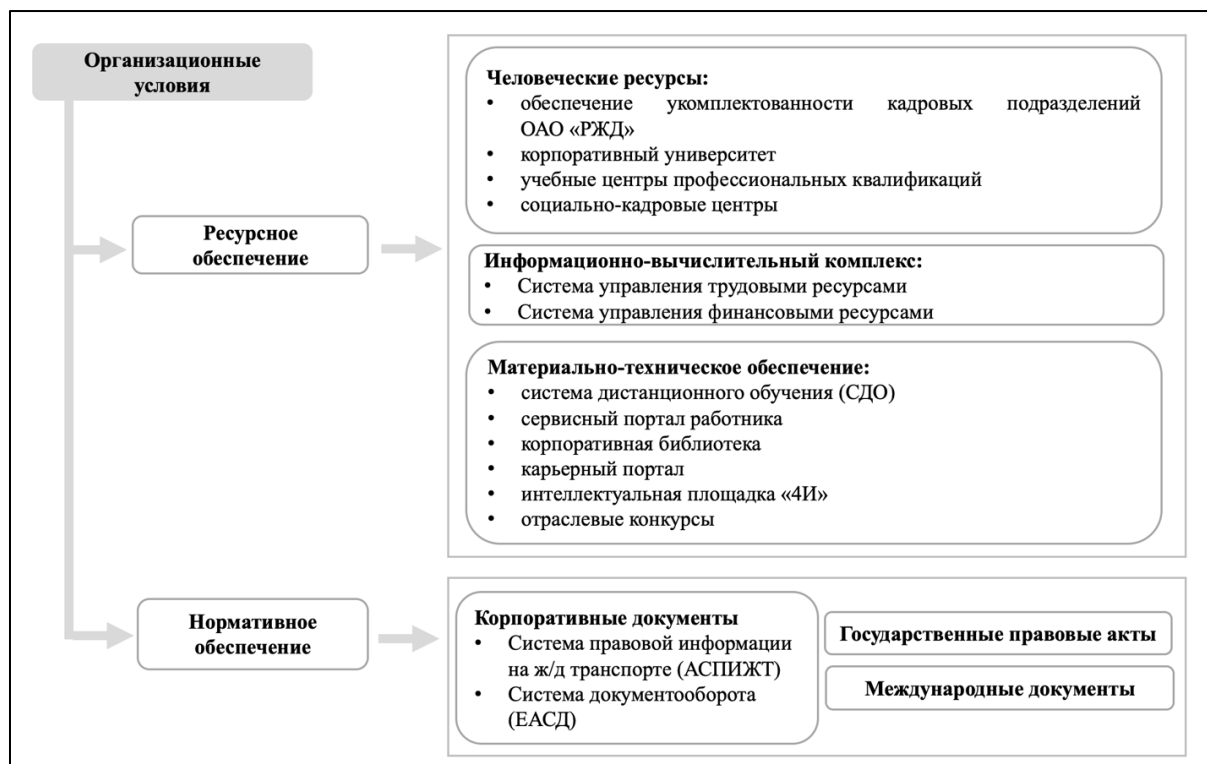 Организационные
условия
Ресурсное
обеспечение
Человеческие ресурсы:
• обеспечение укомплектованности кадровых подразделений
ОАО «РЖД»
• корпоративный университет
• учебные центры профессиональных квалификаций
• социально-кадровые центры
Информационно-вычислительный комплекс:
• Система управления трудовыми ресурсами
• Система управления финансовыми ресурсами
Материально-техническое обеспечение:
• система дистанционного обучения (СДО)
• сервисный портал работника
• корпоративная библиотека
• карьерный портал
• интеллектуальная площадка «4И»
• отраслевые конкурсы
Нормативное
обеспечение
Корпоративные документы
• Система правовой информации
на ж/д транспорте (АСПИЖТ)
• Система документооборота
(ЕАСД)
Государственные правовые акты
Международные документы